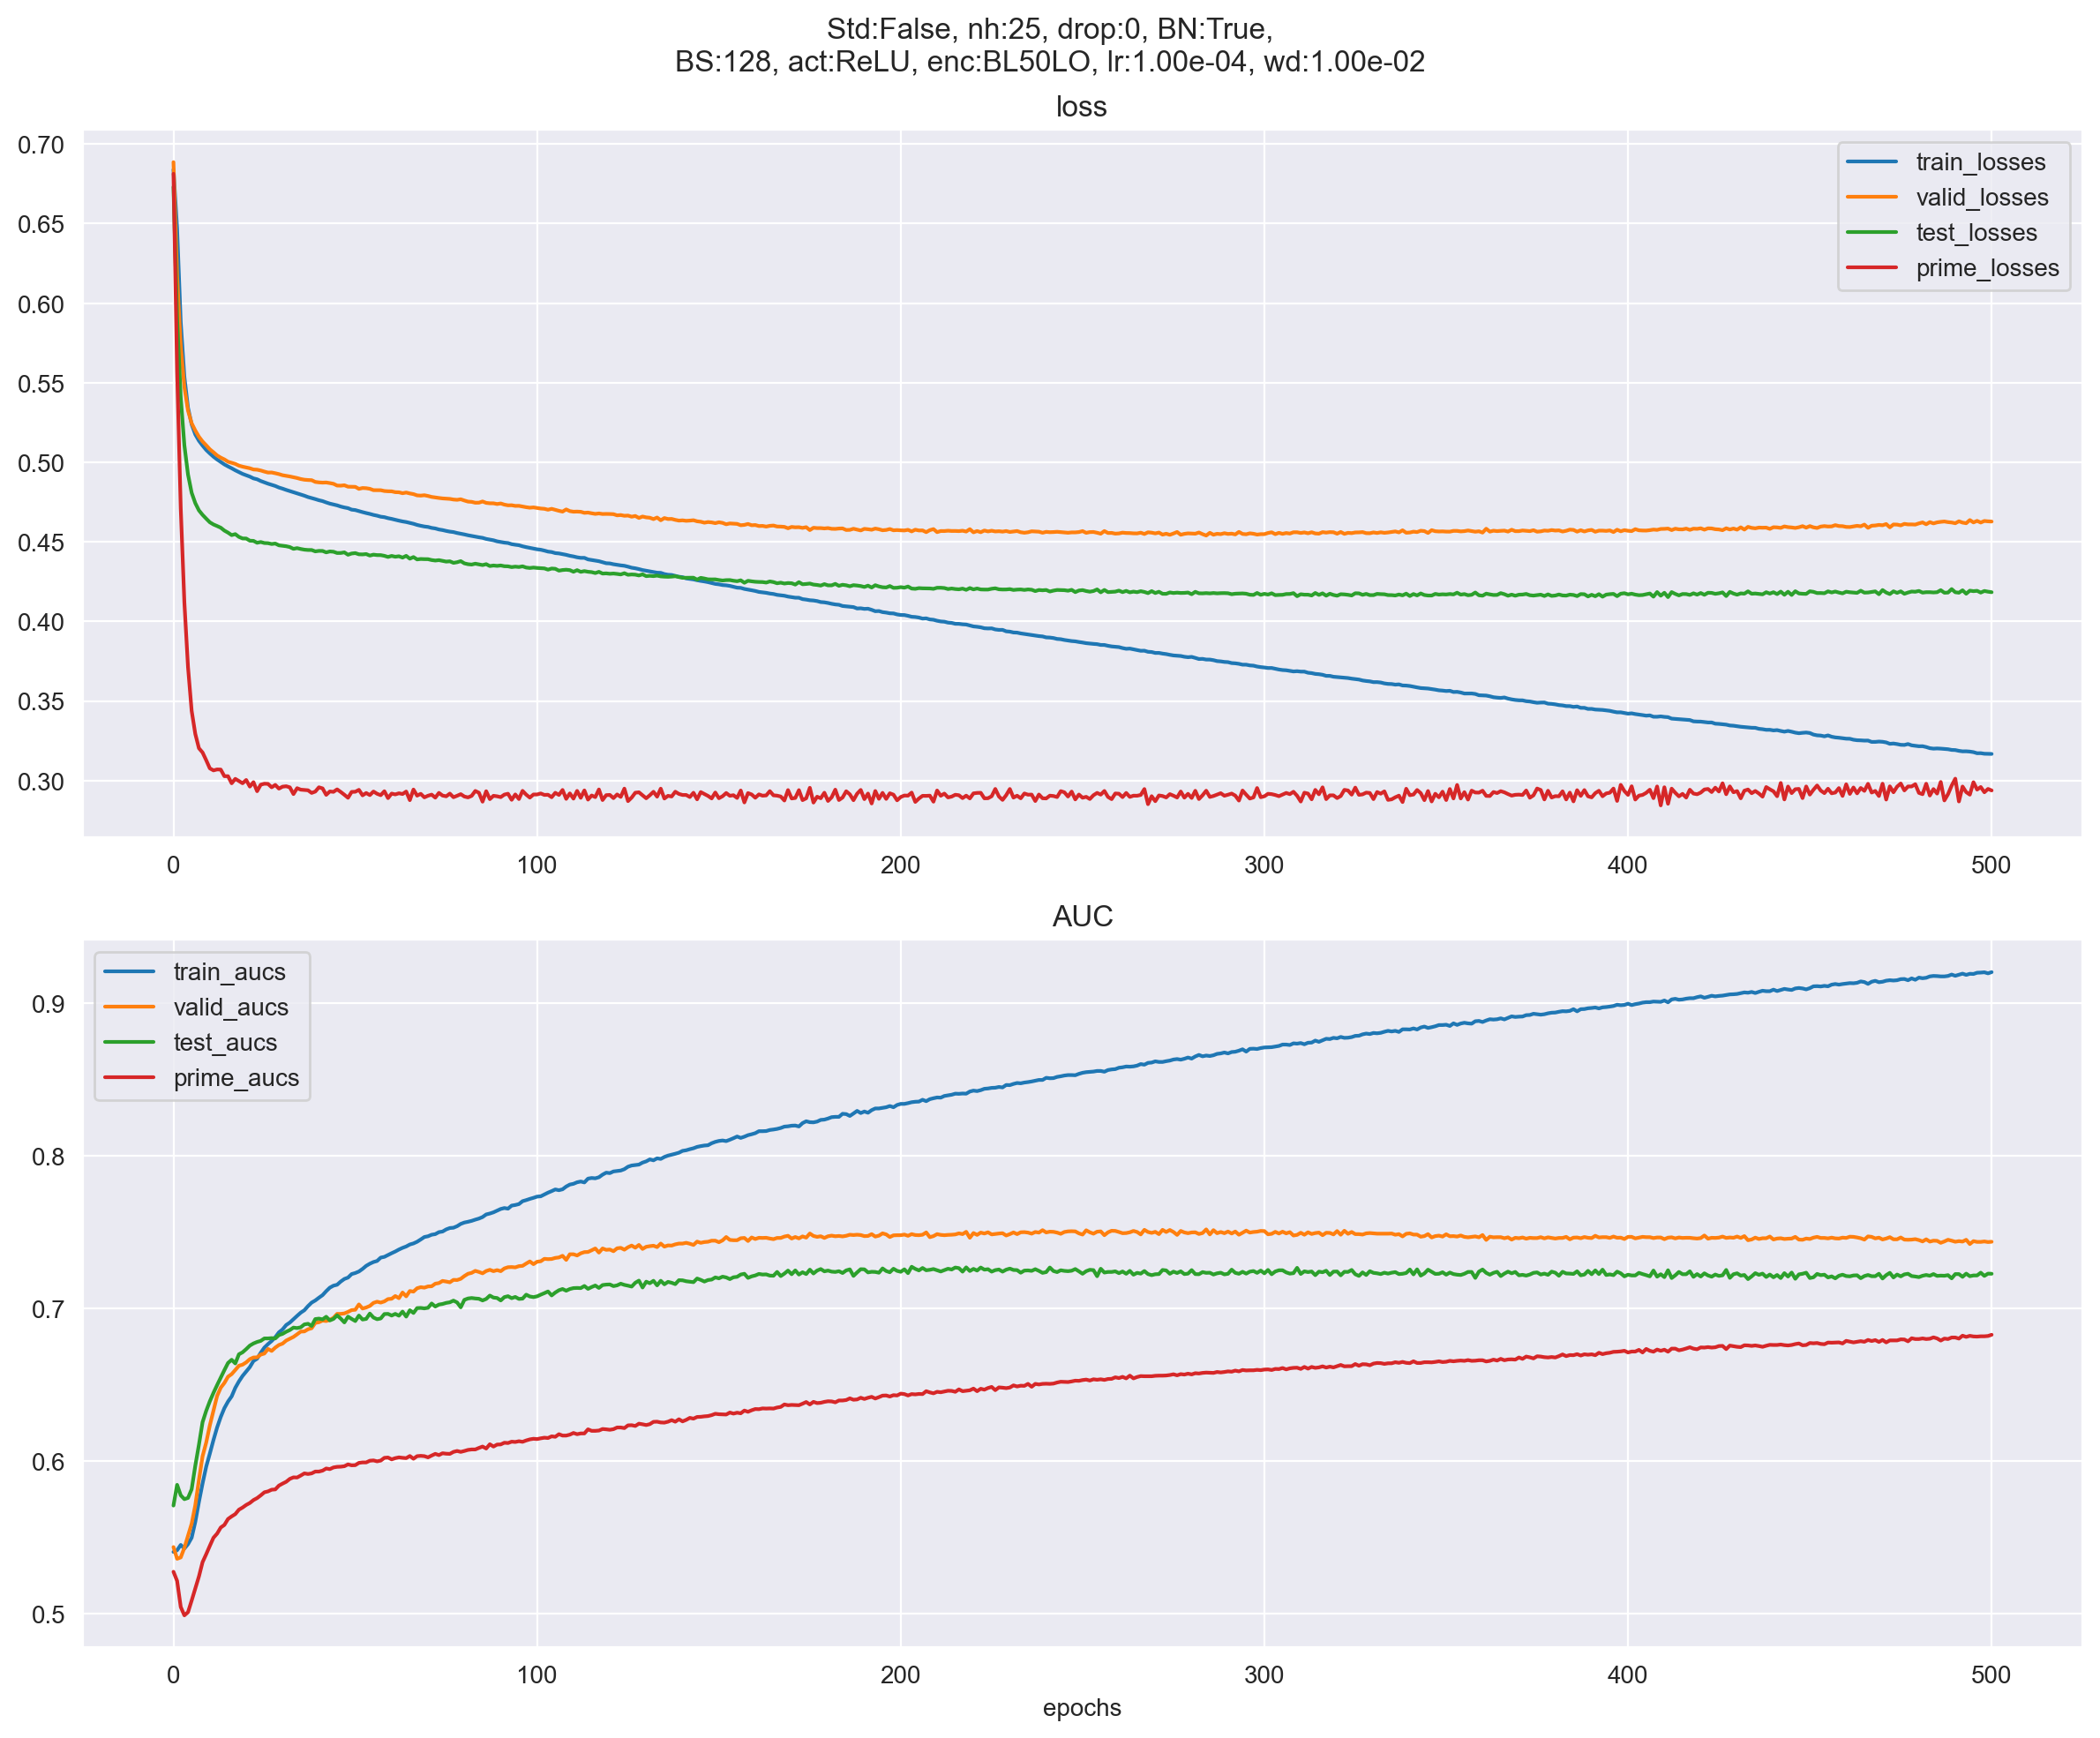 Std:False, nh:25, drop:0, BN:True,
BS:128, act:ReLU, enc:BL50LO, lr:1.00e-04, wd:1.00e-02
loss
0.70
0.65
0.60
0.55
0.50
0.45
0.40
0.35
0.30
train_losses
valid_losses
test_losses
prime_losses
0 100 200 300 400 500
AUC
train_aucs
valid_aucs
test_aucs
prime_aucs
0.9
0.8
0.7
0.6
0.5
0 100 200 300 400 500
epochs